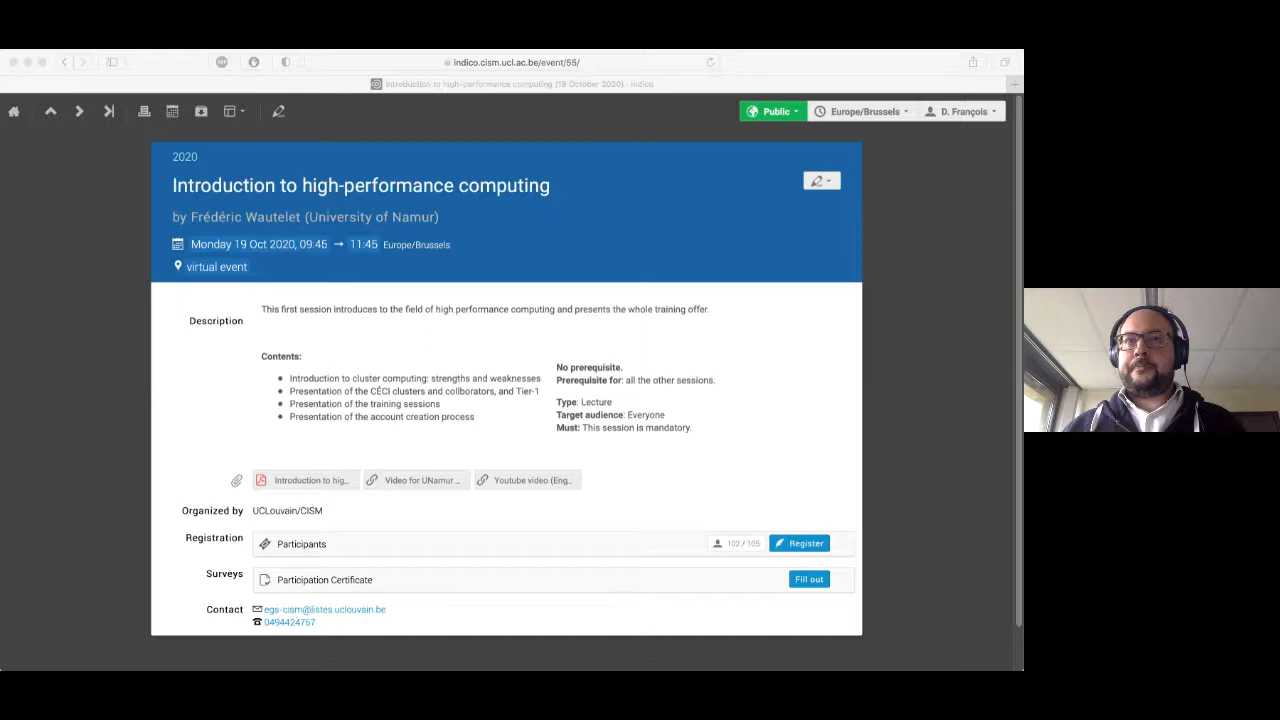 indico.cism.ucl.ac.be/event/55/
Introduction to high-performance computing (19 October 2020) · Indico
Public
Europe/Brussels
D. François
2020
Introduction to high-performance computing
by Frédéric Wautelet (University of Namur)
Monday 19 Oct 2020, 09:45 → 11:45 Europe/Brussels
virtual event
Description
This first session introduces to the field of high performance computing and presents the whole training offer.
Contents:
Introduction to cluster computing: strengths and weaknesses
Presentation of the CÉCI clusters and collborators, and Tier-1
Presentation of the training sessions
Presentation of the account creation process
No prerequisite.
Prerequisite for: all the other sessions.
Type: Lecture
Target audience: Everyone
Must: This session is mandatory.
Introduction to hig...
Video for UNamur ...
Youtube video (Eng...
Organized by UCLouvain/CISM
Registration
Participants
102 / 105
Register
Surveys
Participation Certificate
Fill out
Contact
egs-cism@listes.uclouvain.be
0494424767